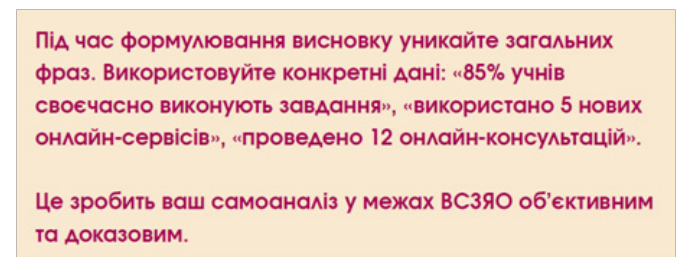 Під час формулювання висновку уникайте загальних
фраз. Використовуйте конкретні дані: «85% учнів
своєчасно виконують завдання», «використано 5 нових
онлайн-сервісів», «проведено 12 онлайн-консультацій».
Це зробить ваш самоаналіз у межах ВСЗЯО об’єктивним
та доказовим.